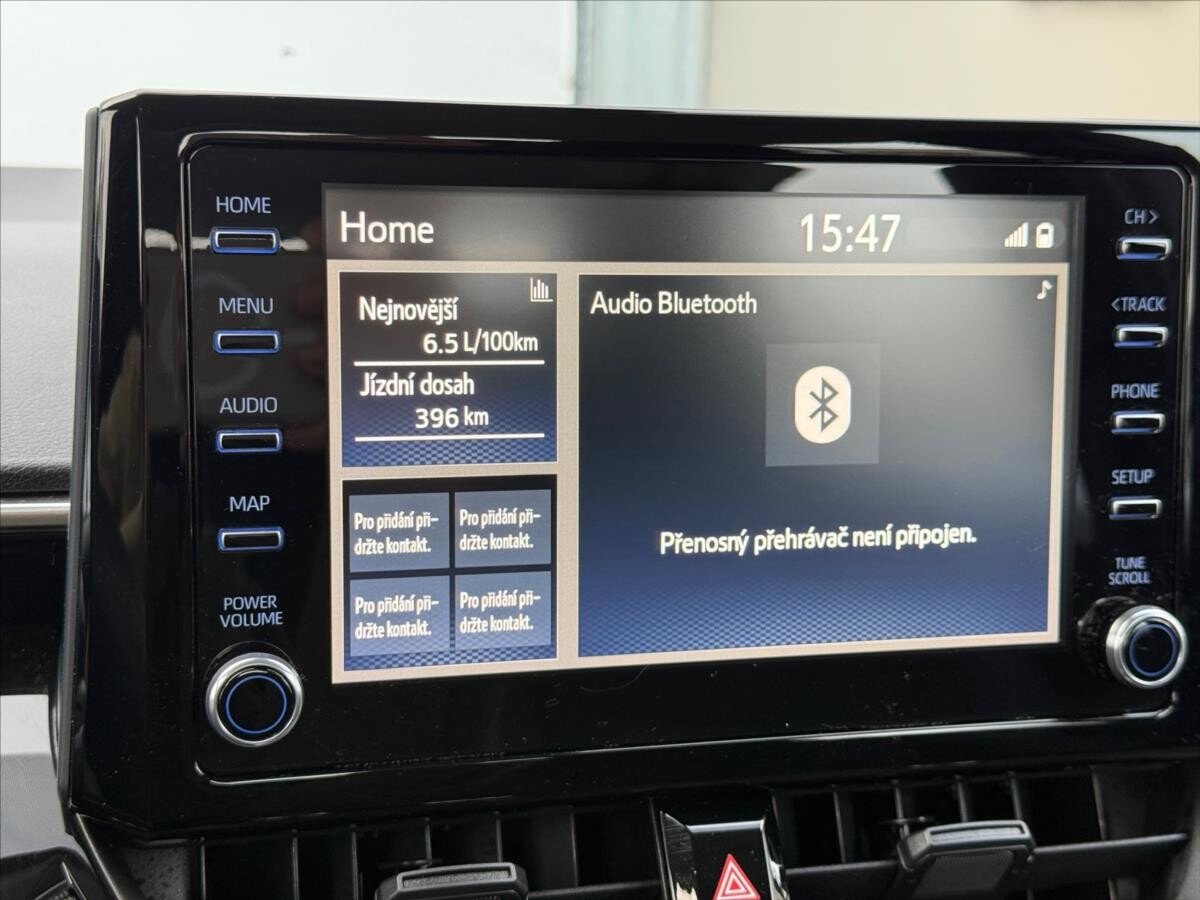 HOME
MENU
AUDIO
MAP
POWER
VOLUME
Home
15:47
Nejnovější
6.5 L/100km
Jízdní dosah
396 km
Pro přidání při-
držte kontakt.
Pro přidání při-
držte kontakt.
Pro přidání při-
držte kontakt.
Pro přidání při-
držte kontakt.
Audio Bluetooth
Přenosný přehrávač není připojen.
CH>
<TRACK
PHONE
SETUP
TUNE
SCROLL